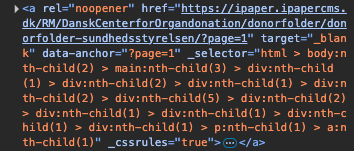 ▶<a rel="noopener" href="https://ipaper.ipapercms.
dk/RM/DanskCenterforOrgandonation/donorfolder/don
orfolder-sundhedsstyrelsen/?page=1" target="_blan
k" data-anchor="?page=1" _selector="html > body:n
th-child(2) > main:nth-child(3) > div:nth-child
(1) > div:nth-child(2) > div:nth-child(1) > div:n
th-child(2) > div:nth-child(5) > div:nth-child
(2) > div:nth-child(1) > div:nth-child(1) > div:nth-c
hild(1) > div:nth-child(1) > p:nth-child(1) > a:n
th-child(1)" _cssrules="true">⋯</a>